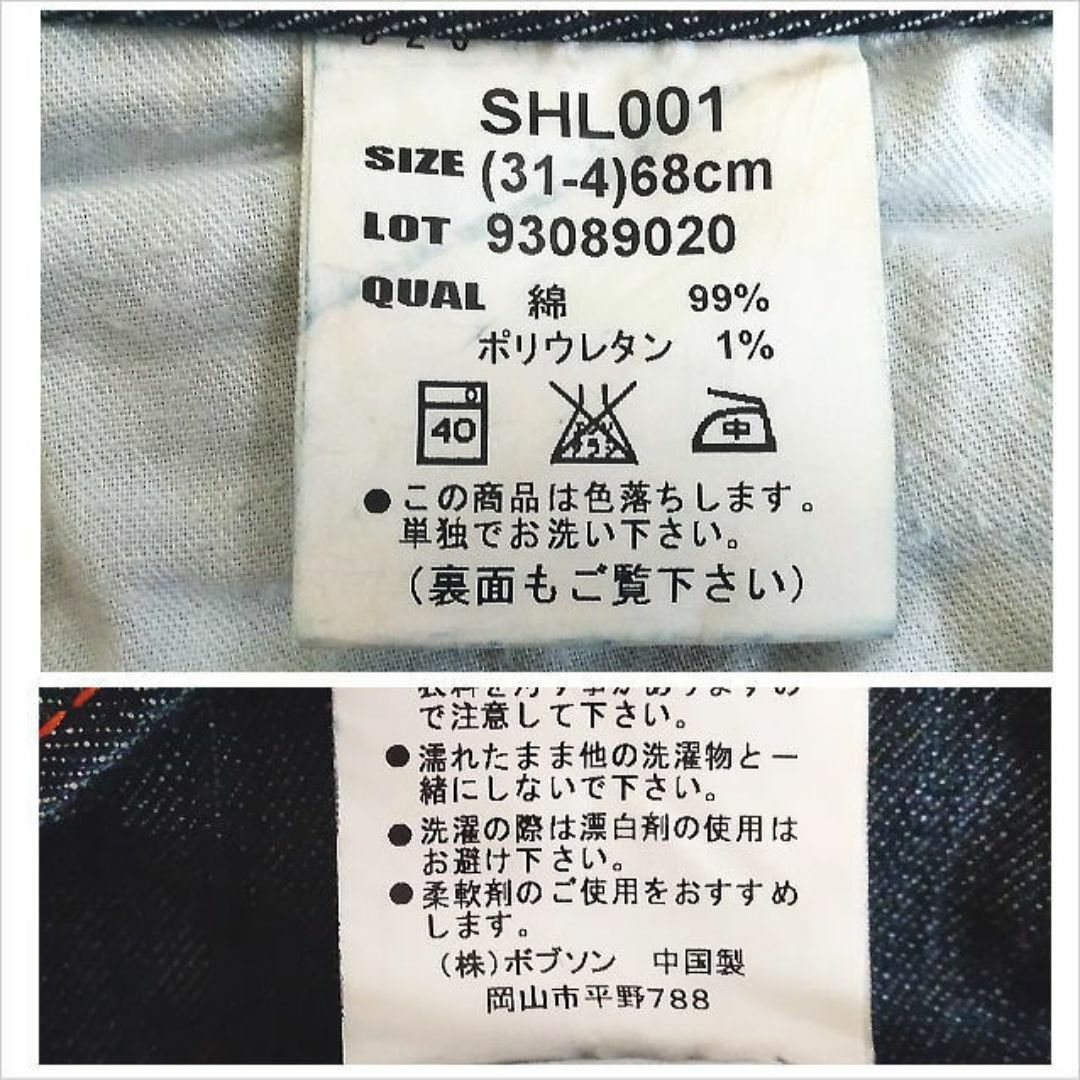 SHL001
SIZE (31-4)68cm
LOT 93089020
QUAL 綿 99%
ポリウレタン 1%
40 中
●この商品は色落ちします。
単独でお洗い下さい。
(裏面もご覧下さい)
で注意して下さい。
●濡れたまま他の洗濯物と一
緒にしないで下さい。
●洗濯の際は漂白剤の使用は
お避け下さい。
●柔軟剤のご使用をおすすめ
します。
(株)ボブソン 中国製
岡山市平野788